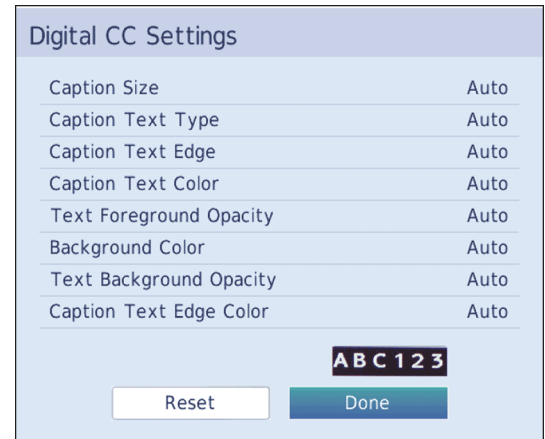 Digital CC Settings
Caption Size Auto
Caption Text Type Auto
Caption Text Edge Auto
Caption Text Color Auto
Text Foreground Opacity Auto
Background Color Auto
Text Background Opacity Auto
Caption Text Edge Color Auto
ABC123
Reset Done